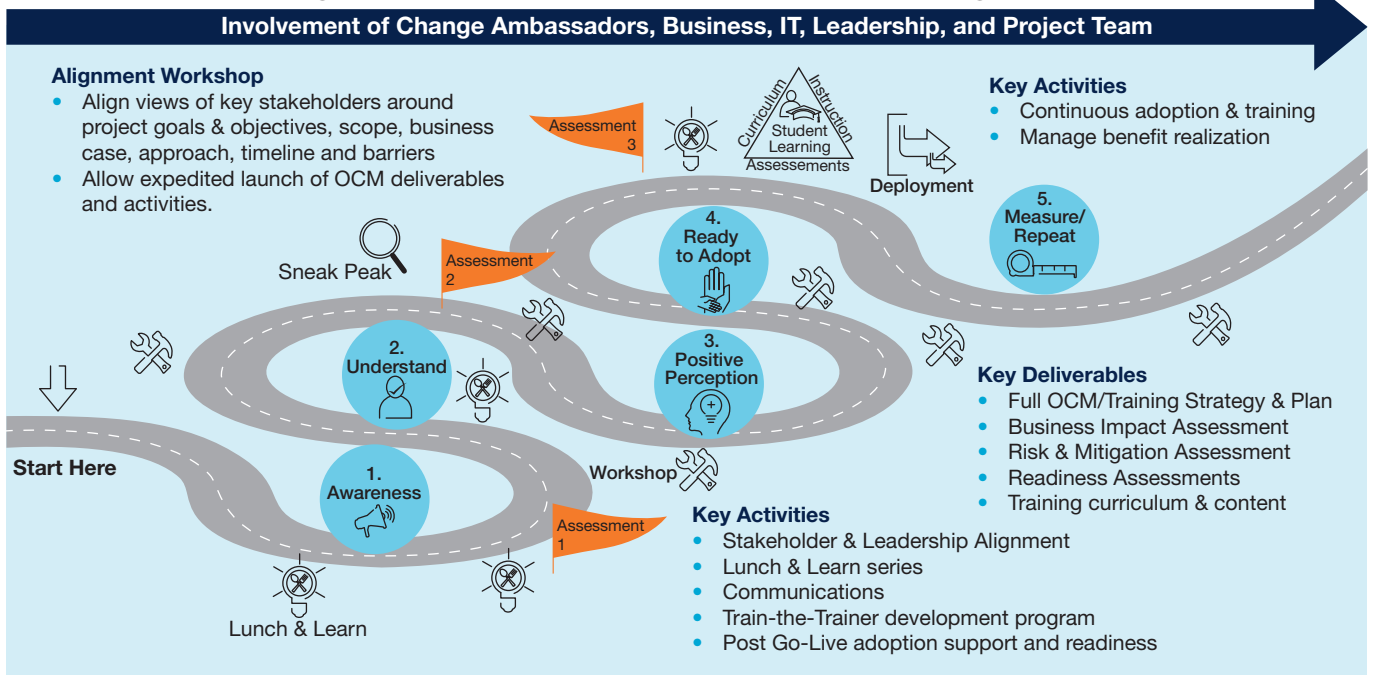 Involvement of Change Ambassadors, Business, IT, Leadership, and Project Team
Alignment Workshop
• Align views of key stakeholders around
project goals & objectives, scope, business
case, approach, timeline and barriers
• Allow expedited launch of OCM deliverables
and activities.
Assessment
3
Curriculum
Instruction
Student
Learning
Assessements
Deployment
Key Activities
• Continuous adoption & training
• Manage benefit realization
Sneak Peak
Assessment
2
4.
Ready
to Adopt
5.
Measure/
Repeat
2.
Understand
3.
Positive
Perception
Start Here
1.
Awareness
Workshop
Assessment
1
Lunch & Learn
Key Deliverables
• Full OCM/Training Strategy & Plan
• Business Impact Assessment
• Risk & Mitigation Assessment
• Readiness Assessments
• Training curriculum & content
Key Activities
• Stakeholder & Leadership Alignment
• Lunch & Learn series
• Communications
• Train-the-Trainer development program
• Post Go-Live adoption support and readiness